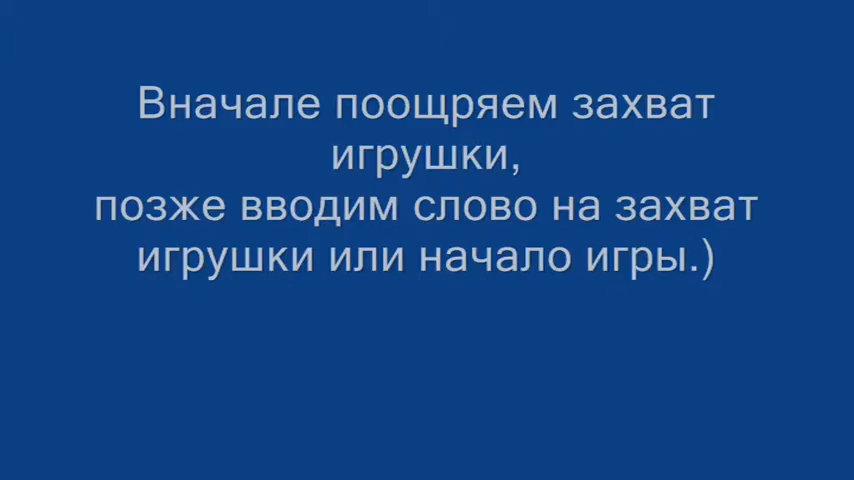 Вначале поощряем захват
игрушки,
позже вводим слово на захват
игрушки или начало игры.)